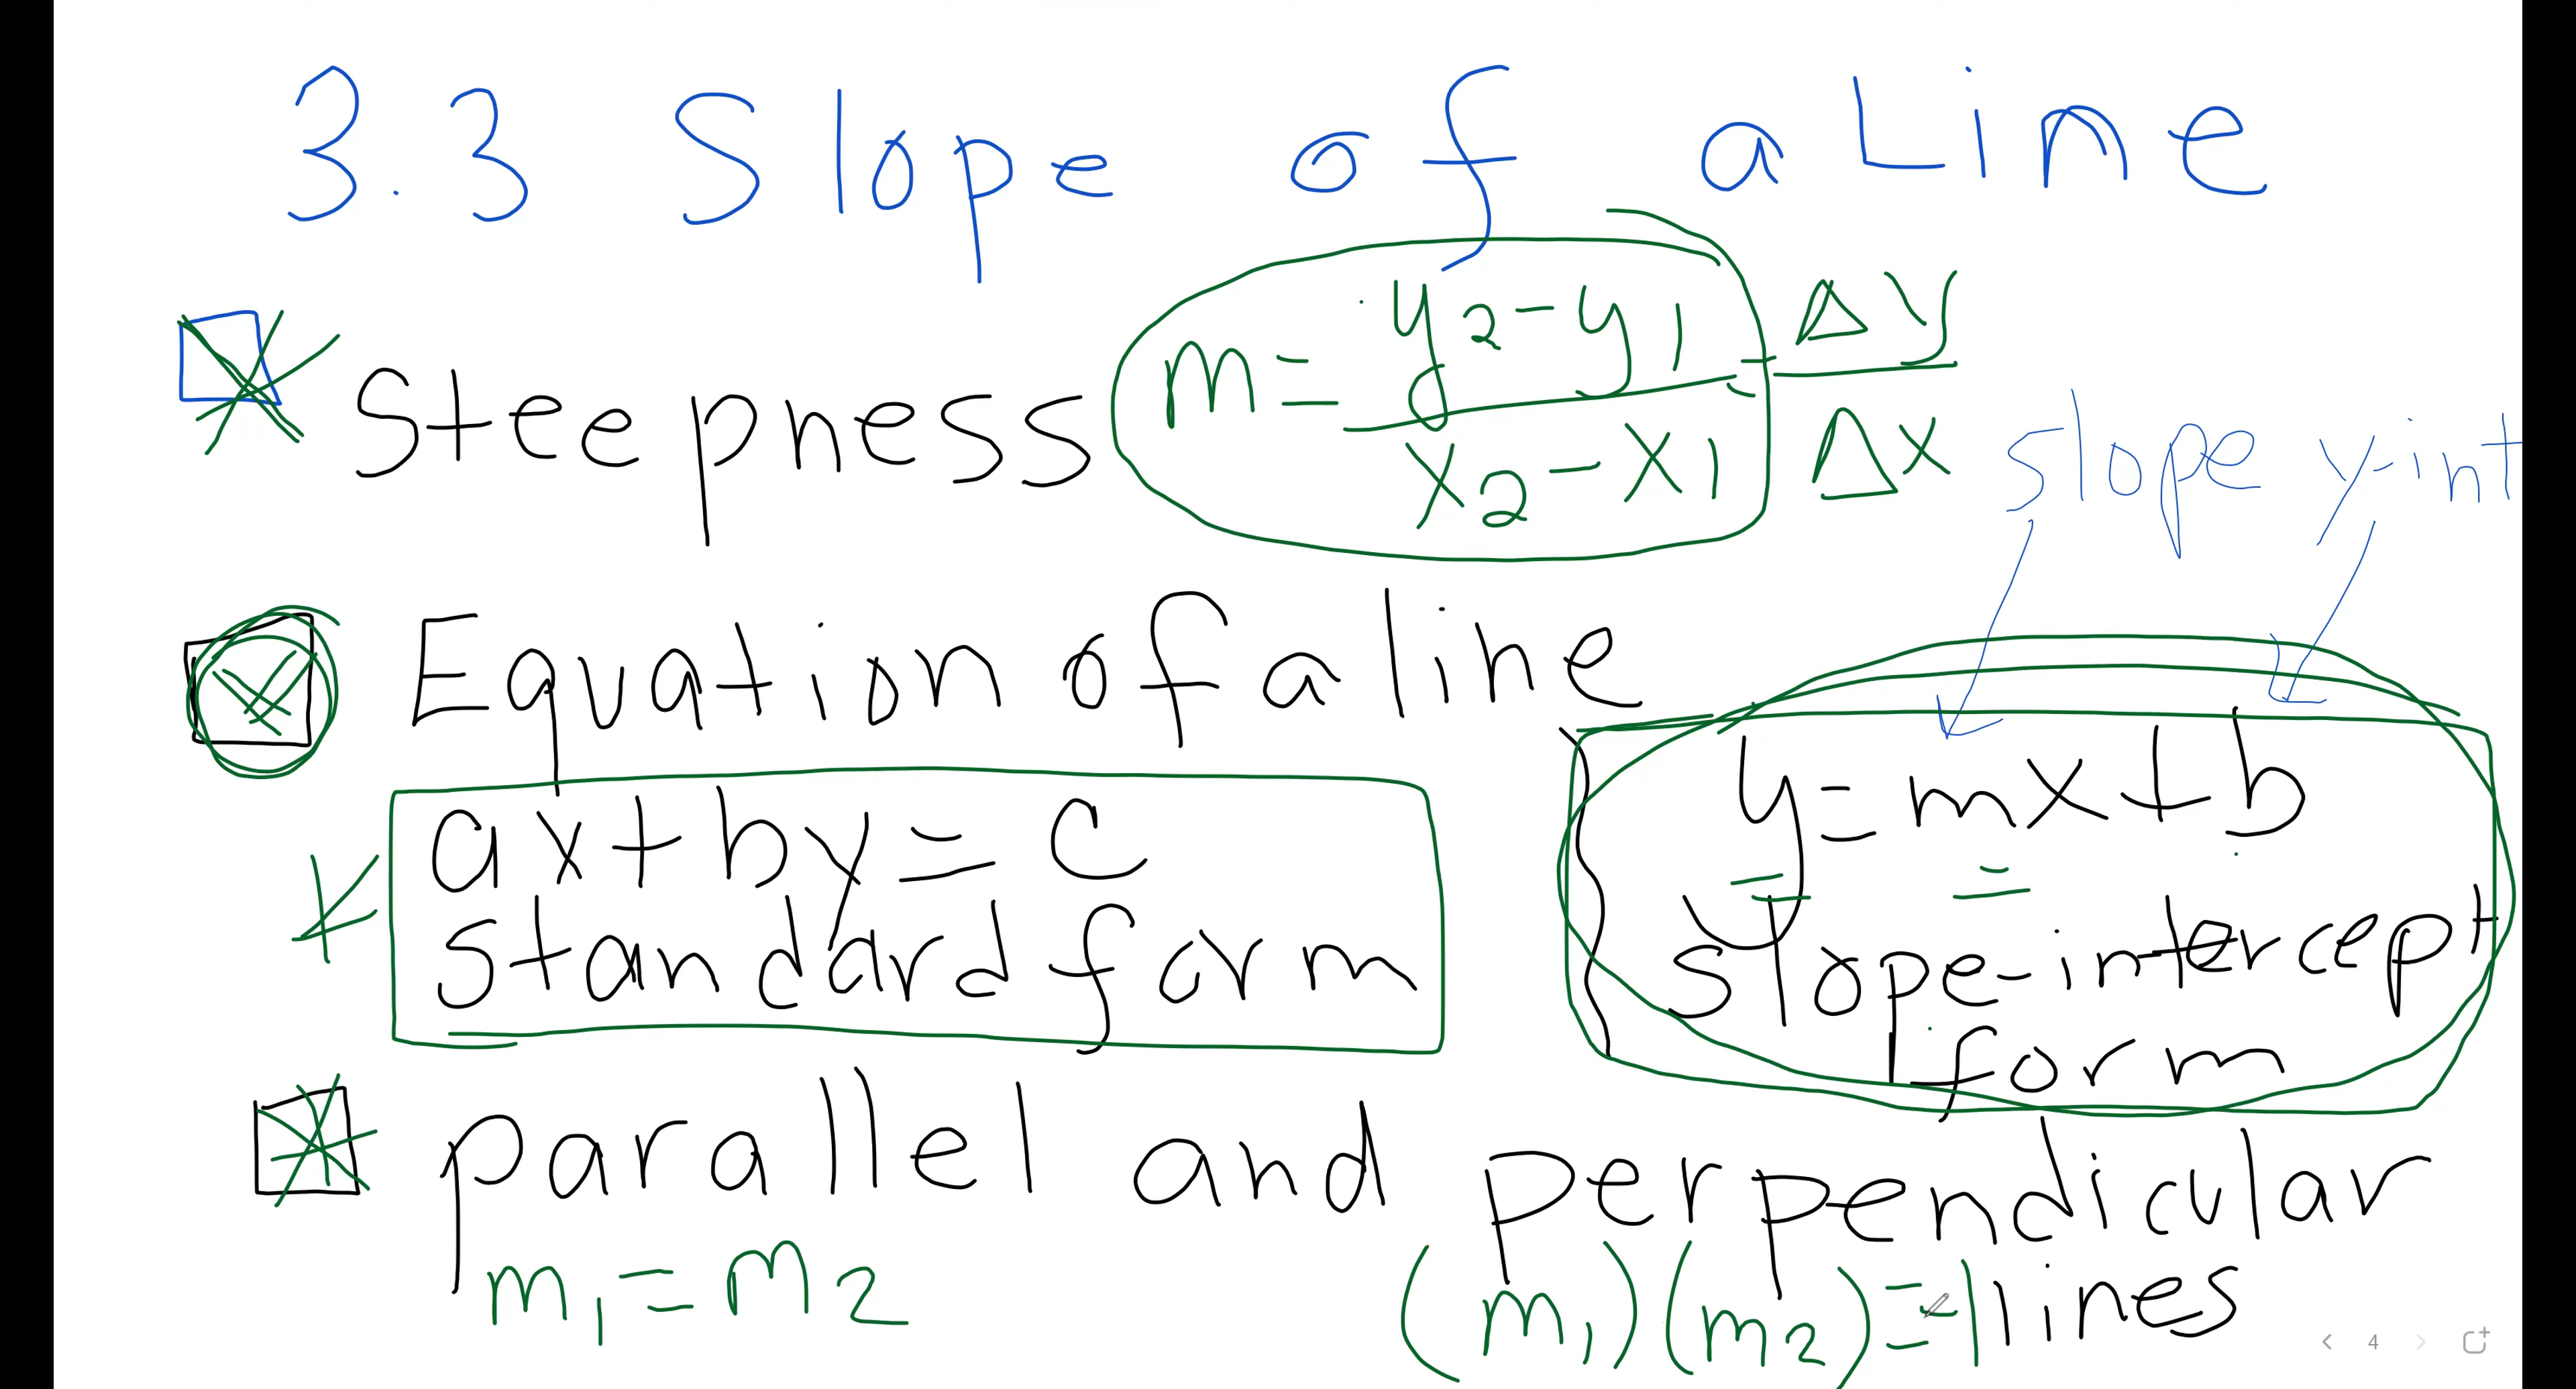 3.3 Slope of a Line
Steepness m = y2 - y1 / x2 - x1 = Δy / Δx
slope y-int
Equation of a line
y = mx + b
slope-intercept
form
ax + by = c
standard form
parallel and perpendicular
lines
m1 = m2
(m1)(m2) = -1
4